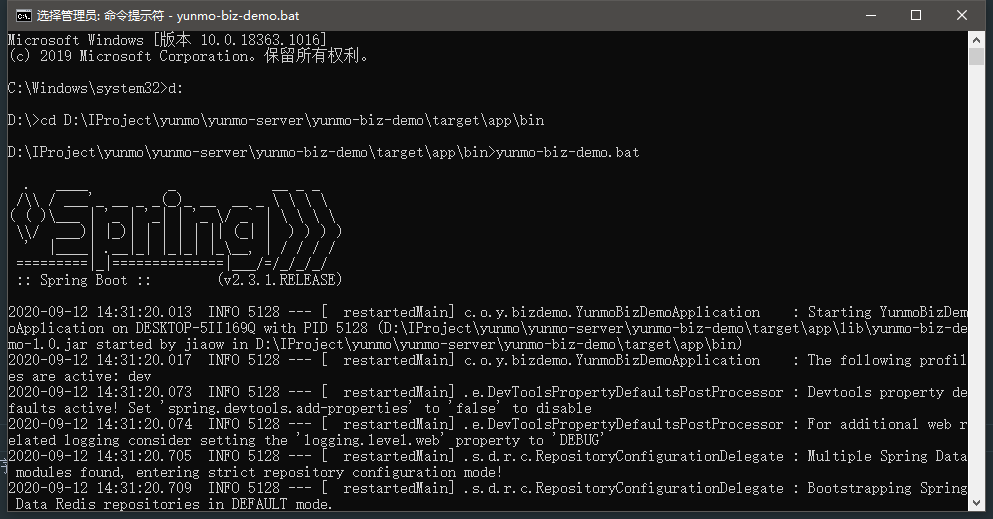 选择管理员: 命令提示符 - yunmo-biz-demo.bat
Microsoft Windows [版本 10.0.18363.1016]
(c) 2019 Microsoft Corporation。保留所有权利。
C:\Windows\system32>d:
D:\>cd D:\IProject\yunmo\yunmo-server\yunmo-biz-demo\target\app\bin
D:\IProject\yunmo\yunmo-server\yunmo-biz-demo\target\app\bin>yunmo-biz-demo.bat
Spring
:: Spring Boot ::        (v2.3.1.RELEASE)
2020-09-12 14:31:20.013  INFO 5128 --- [  restartedMain] c.o.y.bizdemo.YunmoBizDemoApplication    : Starting YunmoBizDem
oApplication on DESKTOP-5II169Q with PID 5128 (D:\IProject\yunmo\yunmo-server\yunmo-biz-demo\target\app\lib\yunmo-biz-de
mo-1.0.jar started by jiaow in D:\IProject\yunmo\yunmo-server\yunmo-biz-demo\target\app\bin)
2020-09-12 14:31:20.017  INFO 5128 --- [  restartedMain] c.o.y.bizdemo.YunmoBizDemoApplication    : The following profil
es are active: dev
2020-09-12 14:31:20.073  INFO 5128 --- [  restartedMain] .e.DevToolsPropertyDefaultsPostProcessor : Devtools property de
faults active! Set 'spring.devtools.add-properties' to 'false' to disable
2020-09-12 14:31:20.074  INFO 5128 --- [  restartedMain] .e.DevToolsPropertyDefaultsPostProcessor : For additional web r
elated logging consider setting the 'logging.level.web' property to 'DEBUG'
2020-09-12 14:31:20.705  INFO 5128 --- [  restartedMain] .s.d.r.c.RepositoryConfigurationDelegate : Multiple Spring Data
 modules found, entering strict repository configuration mode!
2020-09-12 14:31:20.709  INFO 5128 --- [  restartedMain] .s.d.r.c.RepositoryConfigurationDelegate : Bootstrapping Spring
 Data Redis repositories in DEFAULT mode.